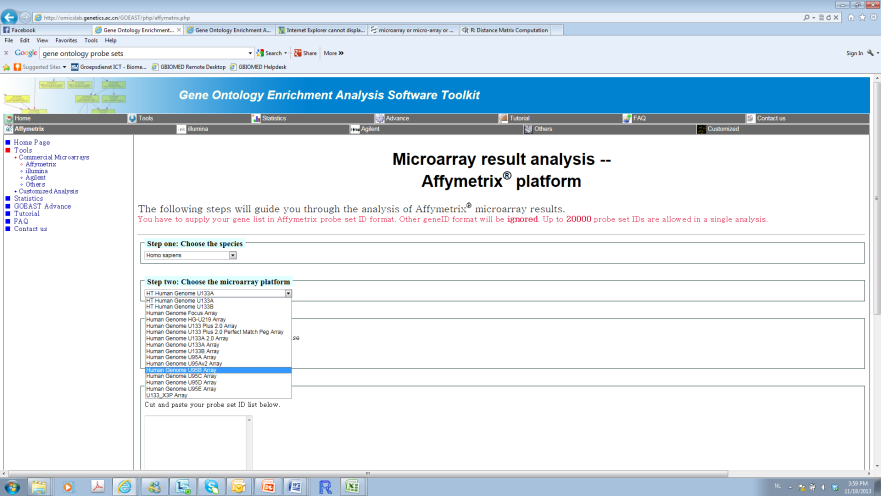 http://omicslab.genetics.ac.cn/GOEAST/php/affymatrix.php
Facebook
Gene Ontology Enrichment...
Gene Ontology Enrichment A...
Internet Explorer cannot displa...
microarray or micro-array or ...
R: Distance Matrix Computation
File Edit View Favorites Tools Help
x Google gene ontology probe sets Search Share More »
Sign In
Suggested Sites
Groepsdienst ICT - Biome...
GBIOMED Remote Desktop
GBIOMED Helpdesk
Gene Ontology Enrichment Analysis Software Toolkit
Home Tools Statistics Advance Tutorial FAQ Contact us
Affymetrix illumina Agilent Others Customized
Home Page
Tools
+ Commercial Microarrays
Affymetrix
illumina
Agilent
Others
+ Customized Analysis
Statistics
GOEAST Advance
Tutorial
FAQ
Contact us
Microarray result analysis --
Affymetrix® platform
The following steps will guide you through the analysis of Affymetrix® microarray results.
You have to supply your gene list in Affymetrix probe set ID format. Other geneID format will be ignored. Up to 20000 probe set IDs are allowed in a single analysis.
Step one: Choose the species
Homo sapiens
Step two: Choose the microarray platform
HT Human Genome U133A
HT Human Genome U133A
HT Human Genome U133B
Human Genome Focus Array
Human Genome HG-U219 Array
Human Genome U133 Plus 2.0 Array
Human Genome U133 Plus 2.0 Perfect Match Peg Array
Human Genome U133A 2.0 Array
se
Human Genome U133A Array
Human Genome U133B Array
Human Genome U95A Array
Human Genome U95Av2 Array
Human Genome U95B Array
Human Genome U95C Array
Human Genome U95D Array
Human Genome U95E Array
U133_X3P Array
Cut and paste your probe set ID list below.
NL
3:59 PM
11/18/2013